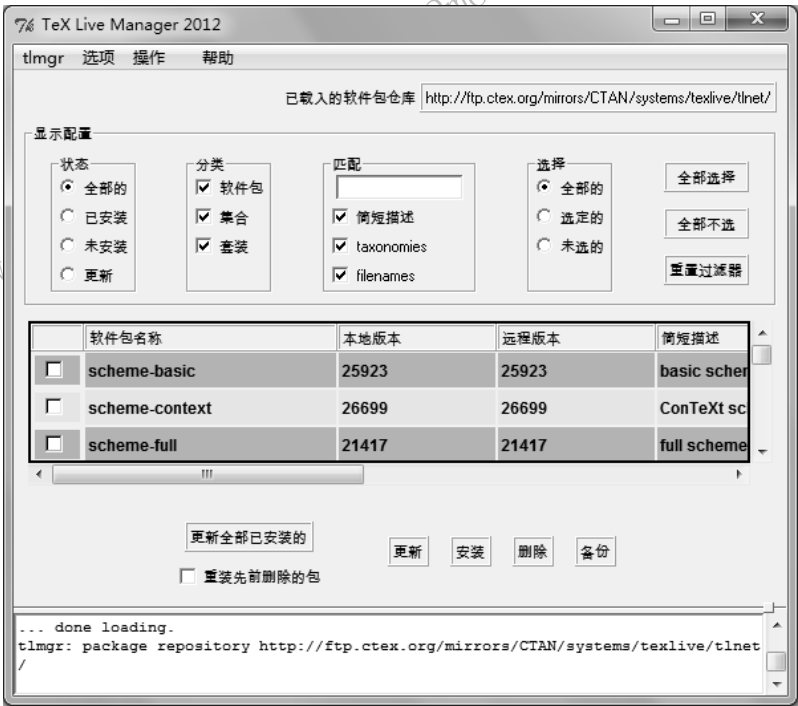 TeX Live Manager 2012
tlmgr 选项 操作 帮助
已载入的软件包仓库 http://ftp.ctex.org/mirrors/CTAN/systems/texlive/tlnet/
显示配置
状态 分类 匹配 选择
全部的 软件包 全部的 全部选择
已安装 集合 简短描述 选定的 全部不选
未安装 套装 taxonomies 未选的
更新 filenames 重置过滤器
软件包名称 本地版本 远程版本 简短描述
scheme-basic 25923 25923 basic scher
scheme-context 26699 26699 ConTeXt sc
scheme-full 21417 21417 full scheme
更新全部已安装的 更新 安装 删除 备份
重装先前删除的包
... done loading.
tlmgr: package repository http://ftp.ctex.org/mirrors/CTAN/systems/texlive/tlnet
/